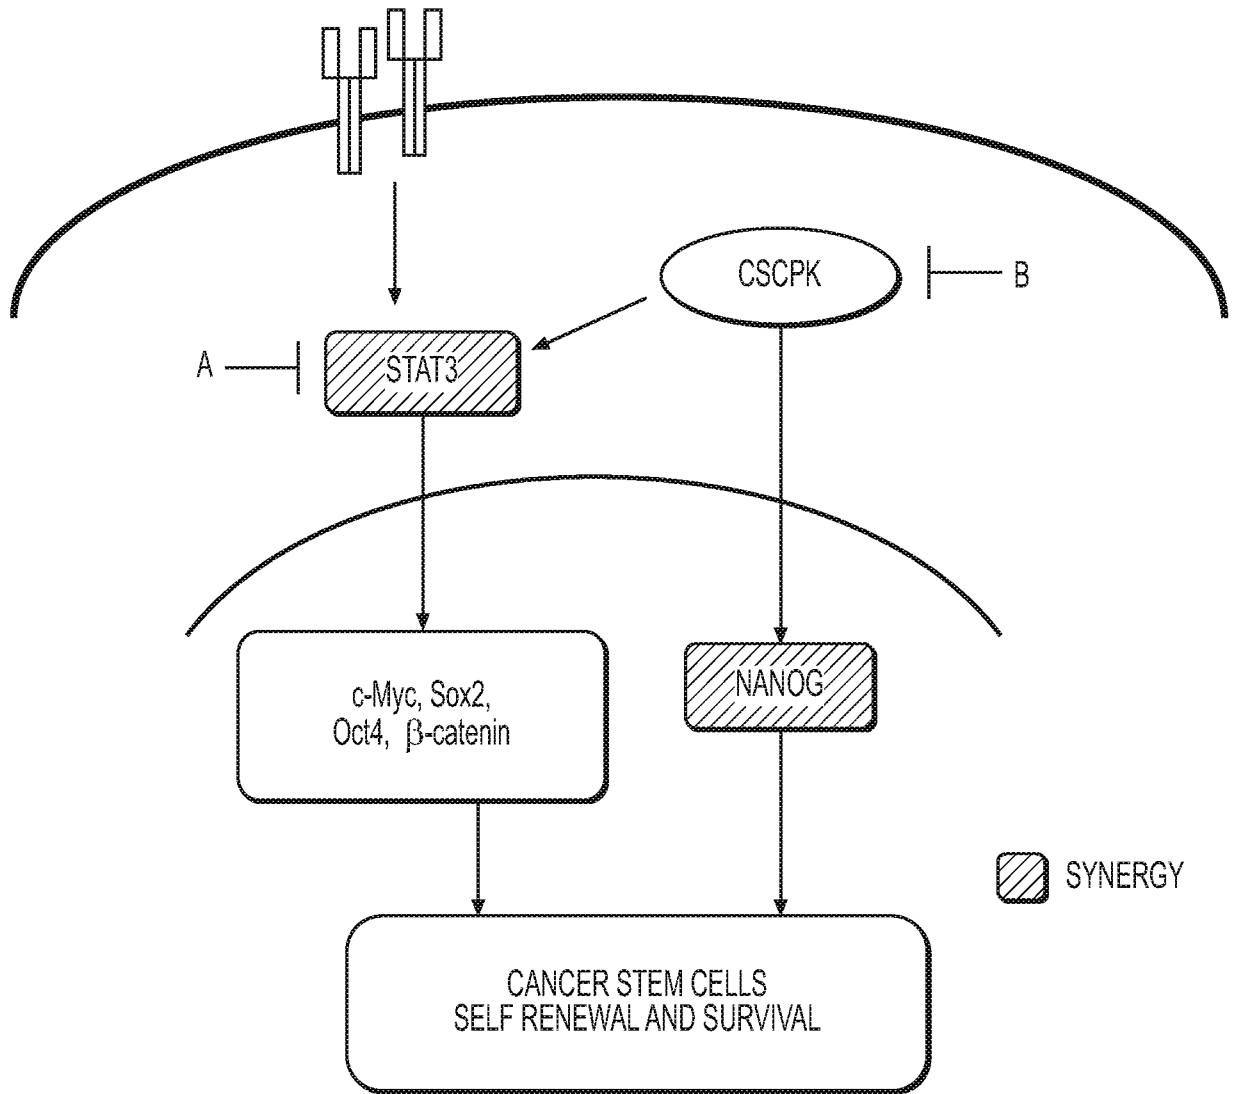 CSCPK
B
A
STAT3
c-Myc, Sox2,
Oct4, β-catenin
NANOG
SYNERGY
CANCER STEM CELLS
SELF RENEWAL AND SURVIVAL